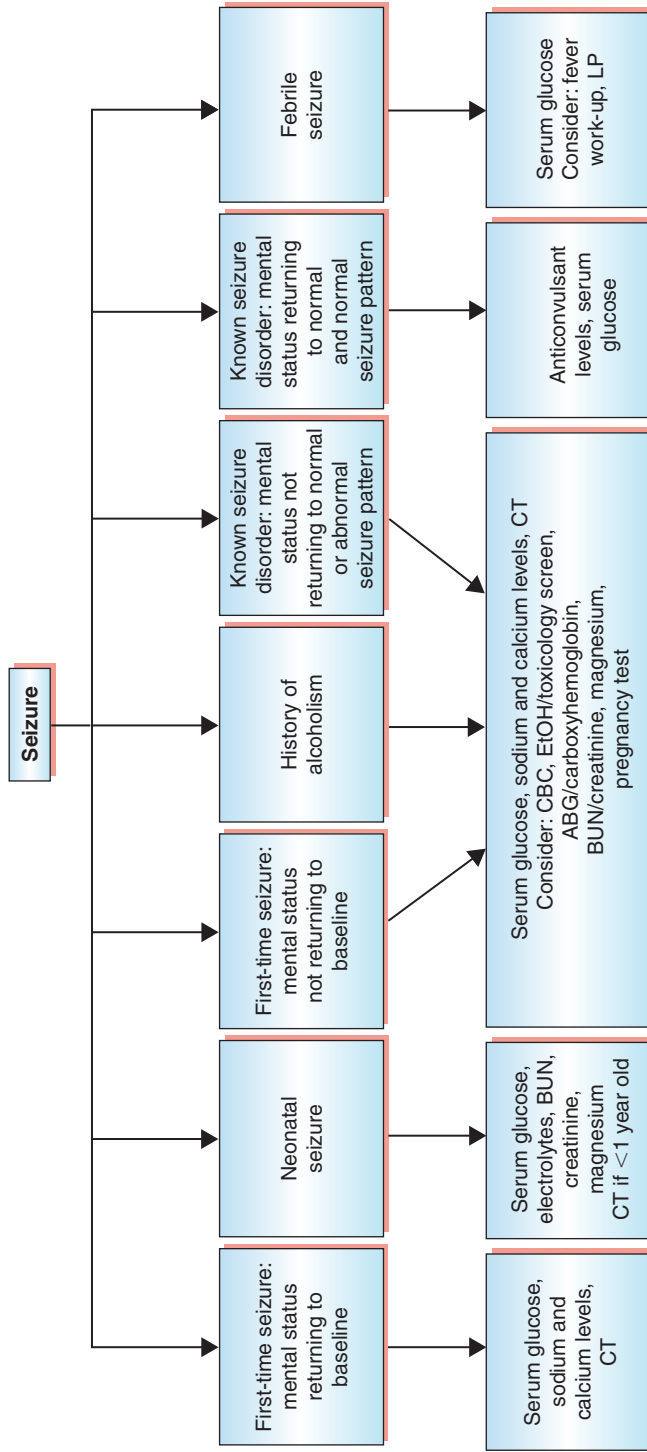 Seizure
First-time seizure:
mental status
returning to
baseline
Neonatal
seizure
First-time seizure:
mental status
not returning to
baseline
History of
alcoholism
Known seizure
disorder: mental
status not
returning to normal
or abnormal
seizure pattern
Known seizure
disorder: mental
status returning
to normal
and normal
seizure pattern
Febrile
seizure
Serum glucose,
sodium and
calcium levels,
CT
Serum glucose,
electrolytes, BUN,
creatinine,
magnesium
CT if <1 year old
Serum glucose, sodium and calcium levels, CT
Consider: CBC, EtOH/toxicology screen,
ABG/carboxyhemoglobin,
BUN/creatinine, magnesium,
pregnancy test
Anticonvulsant
levels, serum
glucose
Serum glucose
Consider: fever
work-up, LP